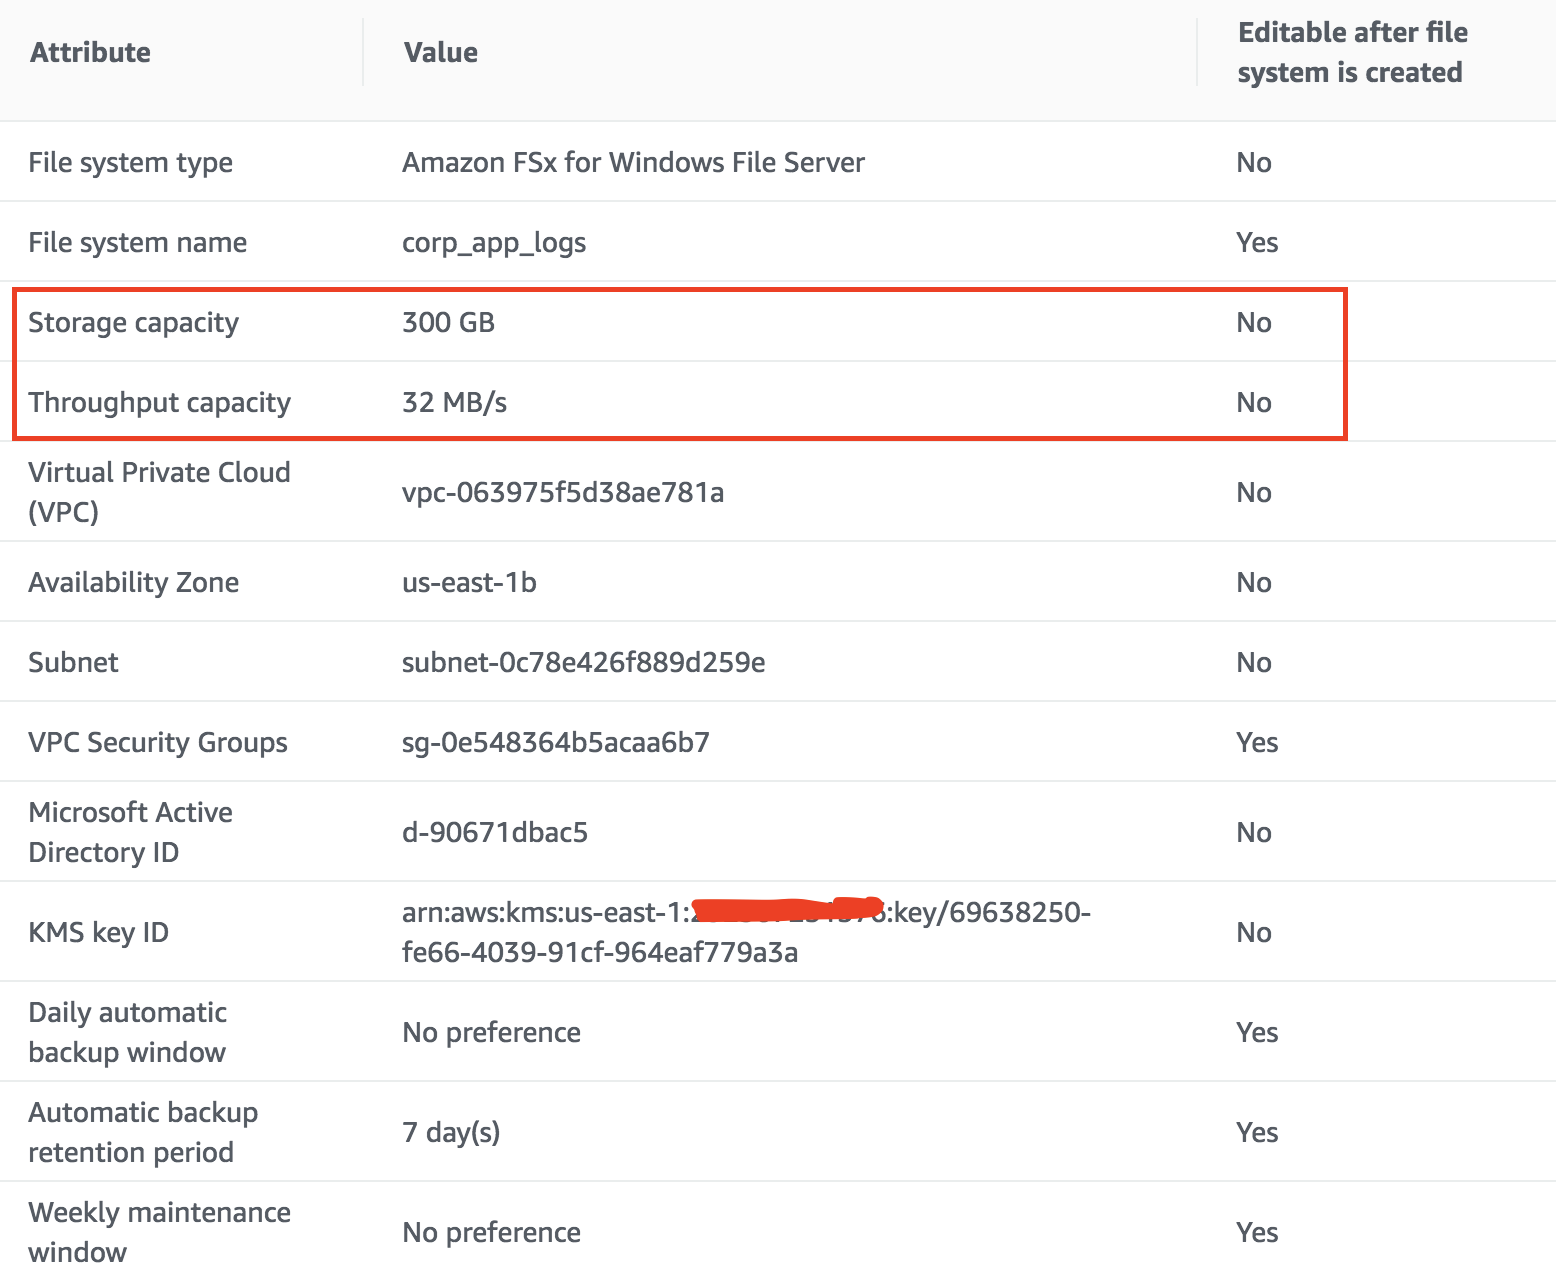 Attribute
Value
Editable after file
system is created
File system type
Amazon FSx for Windows File Server
No
File system name
corp_app_logs
Yes
Storage capacity
300 GB
No
Throughput capacity
32 MB/s
No
Virtual Private Cloud
(VPC)
vpc-063975f5d38ae781a
No
Availability Zone
us-east-1b
No
Subnet
subnet-0c78e426f889d259e
No
VPC Security Groups
sg-0e548364b5acaa6b7
Yes
Microsoft Active
Directory ID
d-90671dbac5
No
KMS key ID
arn:aws:kms:us-east-1: :key/69638250-
fe66-4039-91cf-964eaf779a3a
No
Daily automatic
backup window
No preference
Yes
Automatic backup
retention period
7 day(s)
Yes
Weekly maintenance
window
No preference
Yes